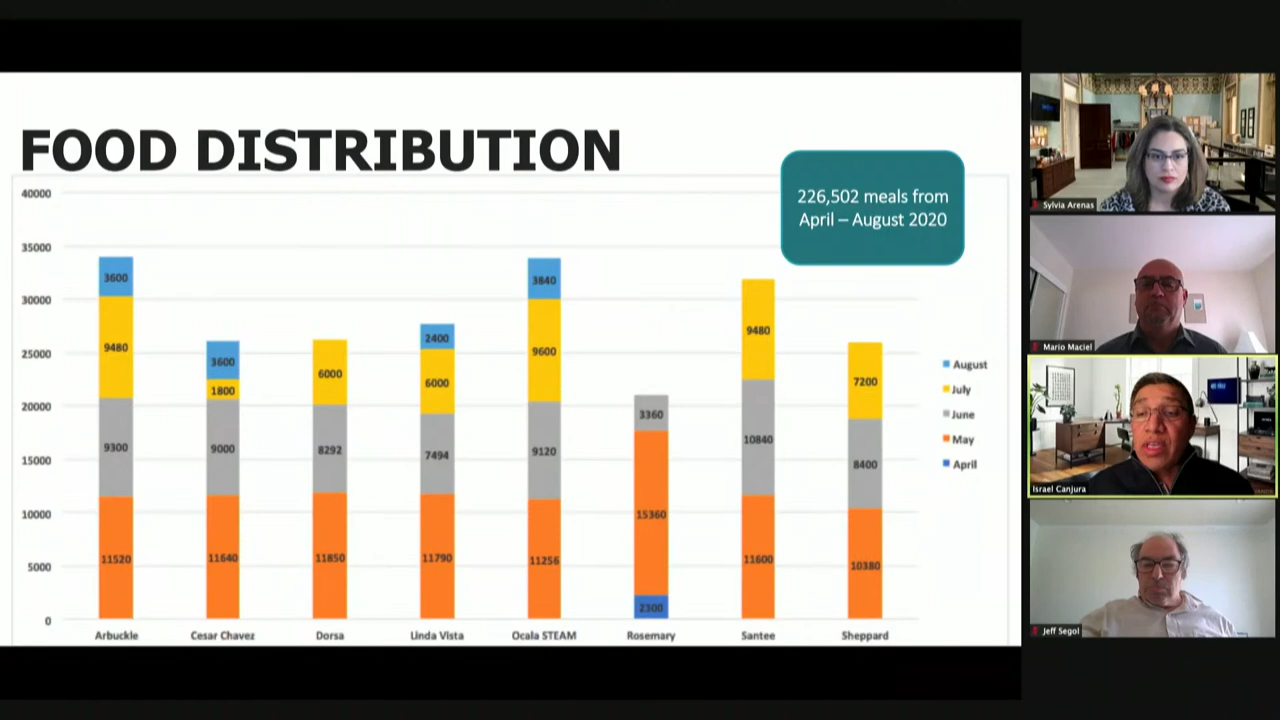 FOOD DISTRIBUTION
226,502 meals from
April – August 2020
40000
35000
30000
25000
20000
15000
10000
5000
0
3600
9480
9300
11520
3600
1800
9000
11640
6000
8292
11850
2400
6000
7494
11790
3840
9600
9120
11256
3360
15360
2300
9480
10840
11600
7200
8400
10380
Arbuckle
Cesar Chavez
Dorsa
Linda Vista
Ocala STEAM
Rosemary
Santee
Sheppard
August
July
June
May
April
Sylvia Arenas
Mario Maciel
Israel Canjura
Jeff Segol